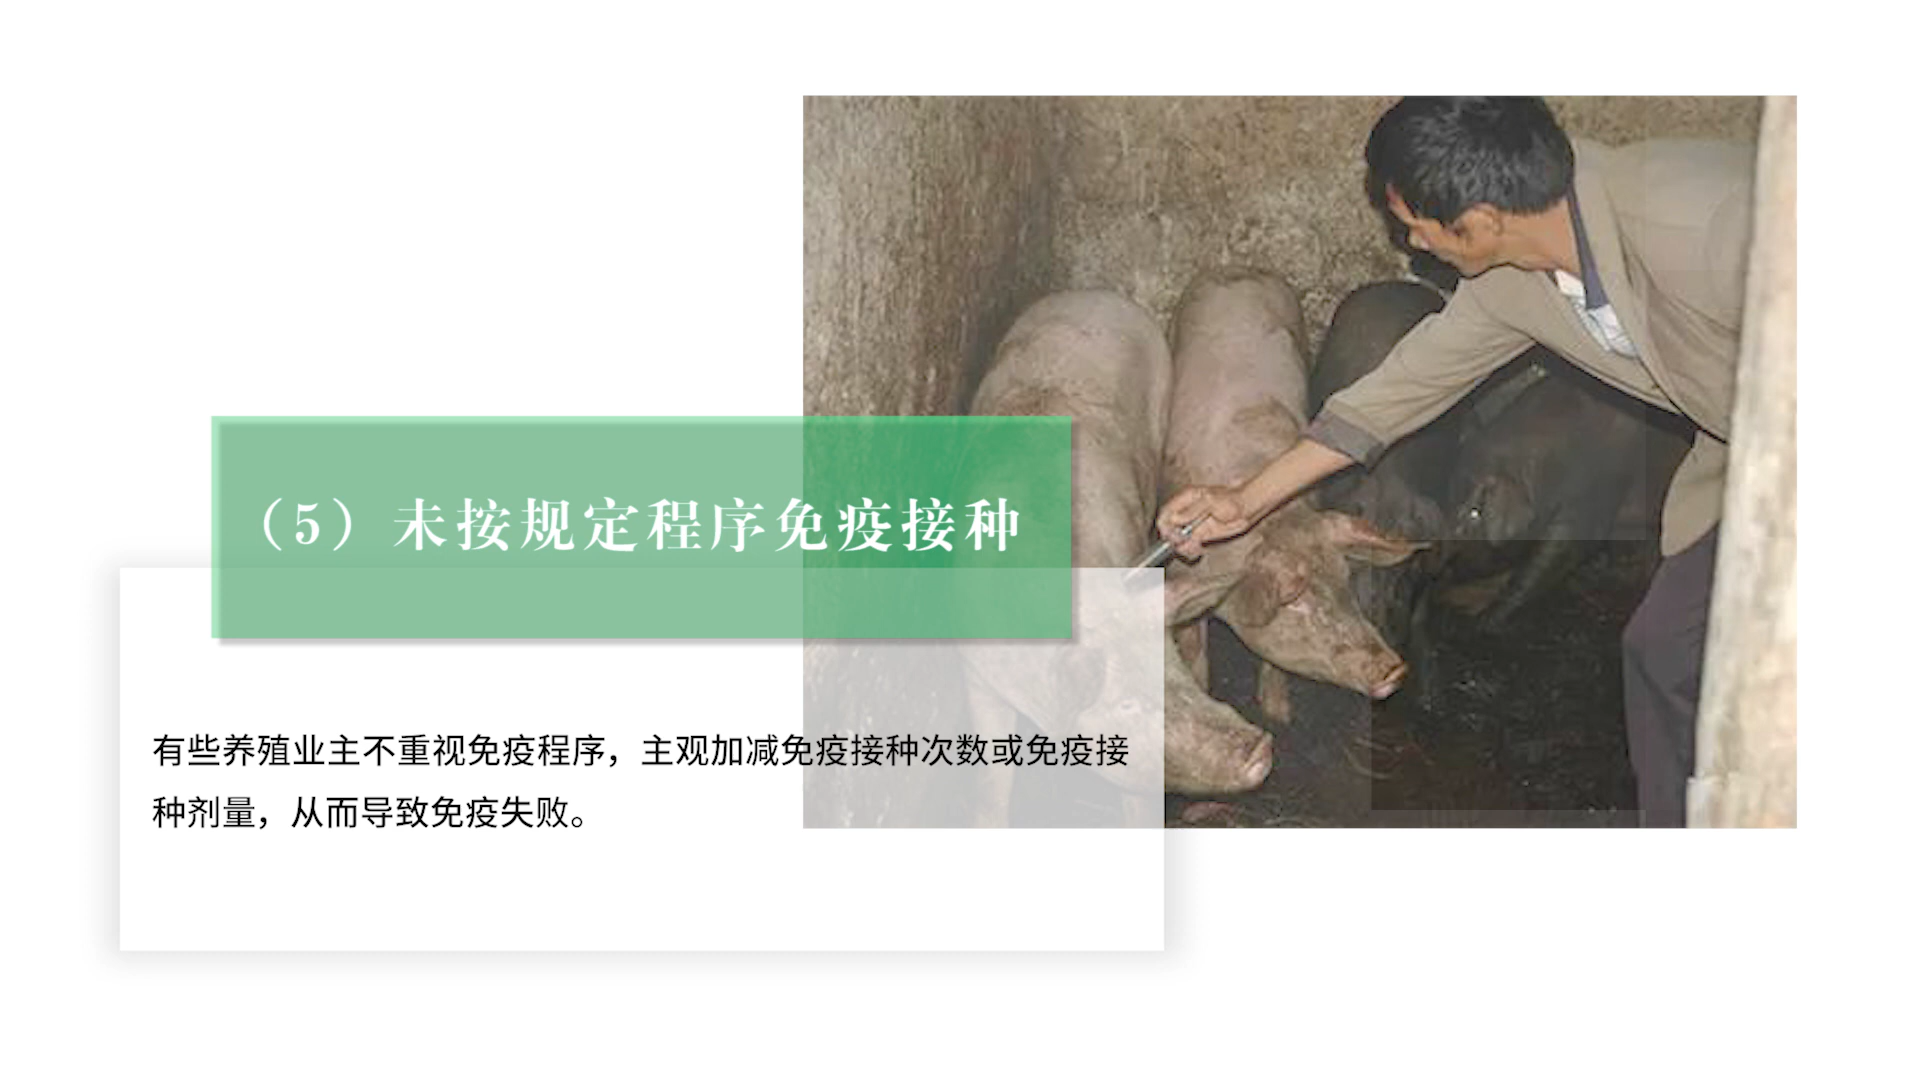 （5）未按规定程序免疫接种
有些养殖业主不重视免疫程序，主观加减免疫接种次数或免疫接
种剂量，从而导致免疫失败。